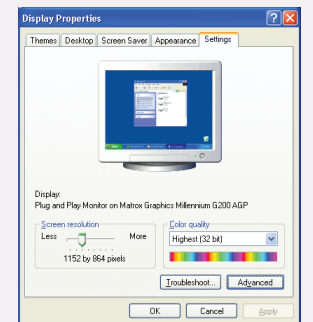 Display Properties
Themes Desktop Screen Saver Appearance Settings
Display:
Plug and Play Monitor on Matrox Graphics Millennium G200 AGP
Screen resolution
Less More
1152 by 864 pixels
Color quality
Highest (32 bit)
Troubleshoot... Advanced
OK Cancel Apply